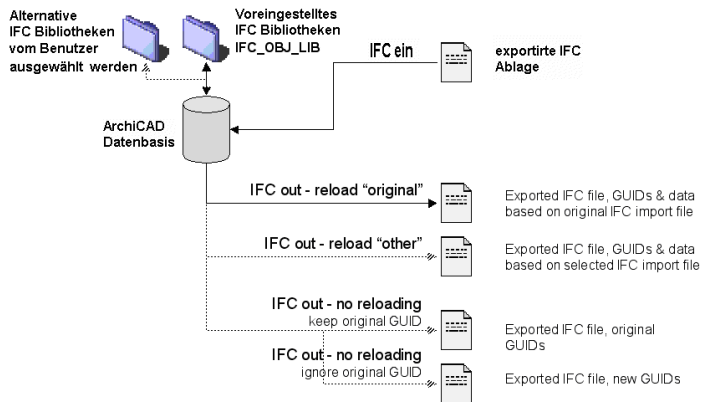 Alternative
IFC Bibliotheken
vom Benutzer
ausgewählt werden
Voreingestelltes
IFC Bibliotheken
IFC_OBJ_LIB
IFC ein
exportirte IFC
Ablage
ArchiCAD
Datenbasis
IFC out - reload "original"
Exported IFC file, GUIDs & data
based on original IFC import file
IFC out - reload "other"
Exported IFC file, GUIDs & data
based on selected IFC import file
IFC out - no reloading
keep original GUID
Exported IFC file, original
GUIDs
IFC out - no reloading
ignore original GUID
Exported IFC file, new GUIDs